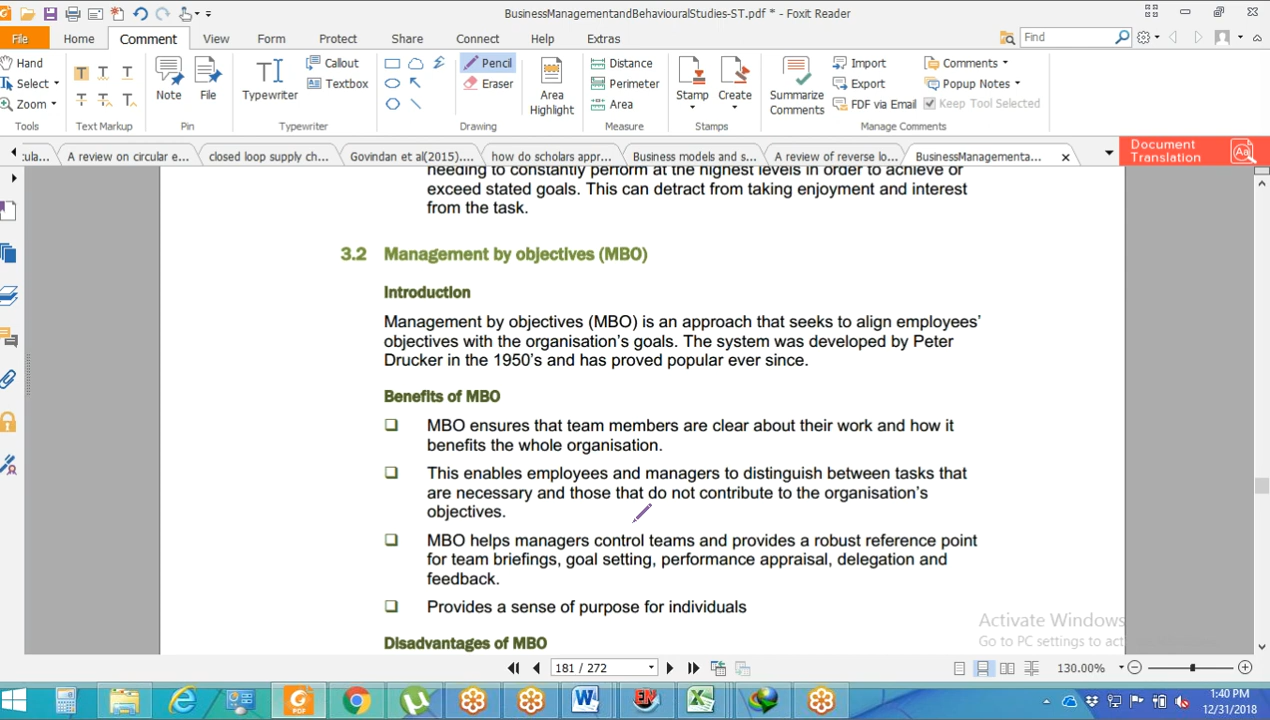 BusinessManagementandBehaviouralStudies-ST.pdf * - Foxit Reader
File Home Comment View Form Protect Share Connect Help Extras Find
Hand
Select
Zoom
Tools
Text Markup
Note
File
Pin
Typewriter
Callout
Textbox
Typewriter
Pencil
Eraser
Area Highlight
Drawing
Distance
Perimeter
Area
Measure
Stamp
Create
Stamps
Summarize Comments
Import
Export
FDF via Email
Comments
Popup Notes
Keep Tool Selected
Manage Comments
:ula... A review on circular e... closed loop supply ch... Govindan et al(2015).... how do scholars appr... Business models and s... A review of reverse lo... BusinessManagementa...
Document
Translation
needing to constantly perform at the highest levels in order to achieve or
exceed stated goals. This can detract from taking enjoyment and interest
from the task.
3.2 Management by objectives (MBO)
Introduction
Management by objectives (MBO) is an approach that seeks to align employees'
objectives with the organisation's goals. The system was developed by Peter
Drucker in the 1950's and has proved popular ever since.
Benefits of MBO
MBO ensures that team members are clear about their work and how it
benefits the whole organisation.
This enables employees and managers to distinguish between tasks that
are necessary and those that do not contribute to the organisation's
objectives.
MBO helps managers control teams and provides a robust reference point
for team briefings, goal setting, performance appraisal, delegation and
feedback.
Provides a sense of purpose for individuals
Disadvantages of MBO
Activate Windows
Go to PC settings to act
181 / 272
130.00%
1:40 PM
12/31/2018